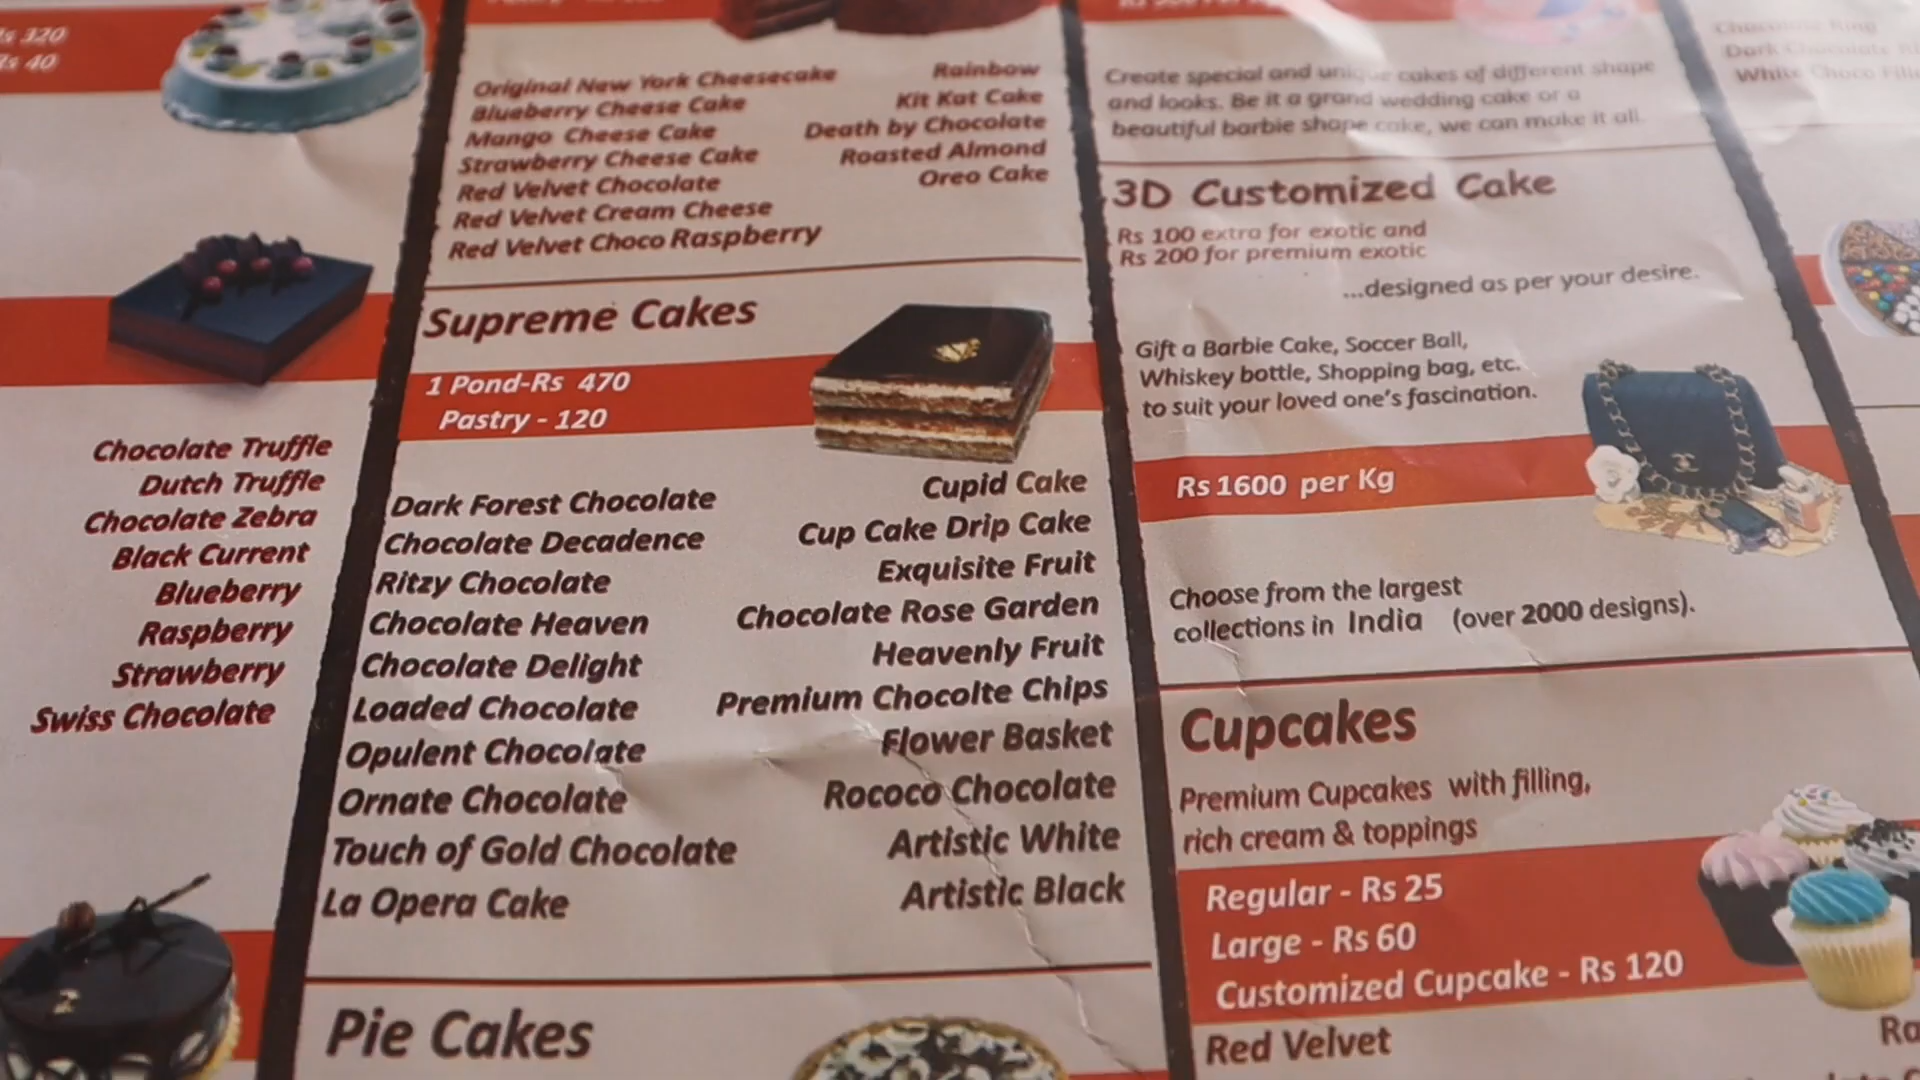 Rs 320
Rs 40
Chocolate Truffle
Dutch Truffle
Chocolate Zebra
Black Current
Blueberry
Raspberry
Strawberry
Swiss Chocolate
Original New York Cheesecake
Blueberry Cheese Cake
Mango Cheese Cake
Strawberry Cheese Cake
Red Velvet Chocolate
Red Velvet Cream Cheese
Red Velvet Choco Raspberry
Rainbow
Kit Kat Cake
Death by Chocolate
Roasted Almond
Oreo Cake
Supreme Cakes
1 Pond-Rs 470
Pastry - 120
Dark Forest Chocolate
Chocolate Decadence
Ritzy Chocolate
Chocolate Heaven
Chocolate Delight
Loaded Chocolate
Opulent Chocolate
Ornate Chocolate
Touch of Gold Chocolate
La Opera Cake
Cupid Cake
Cup Cake Drip Cake
Exquisite Fruit
Chocolate Rose Garden
Heavenly Fruit
Premium Chocolte Chips
Flower Basket
Rococo Chocolate
Artistic White
Artistic Black
Pie Cakes
Create special and unique cakes of different shape
and looks. Be it a grand wedding cake or a
beautiful barbie shape cake, we can make it all.
3D Customized Cake
Rs 100 extra for exotic and
Rs 200 for premium exotic
...designed as per your desire.
Gift a Barbie Cake, Soccer Ball,
Whiskey bottle, Shopping bag, etc.
to suit your loved one's fascination.
Rs 1600 per Kg
Choose from the largest
collections in India (over 2000 designs).
Cupcakes
Premium Cupcakes with filling,
rich cream & toppings
Regular - Rs 25
Large - Rs 60
Customized Cupcake - Rs 120
Red Velvet
Chocolate Ring
Dark Chocolate
White Choco